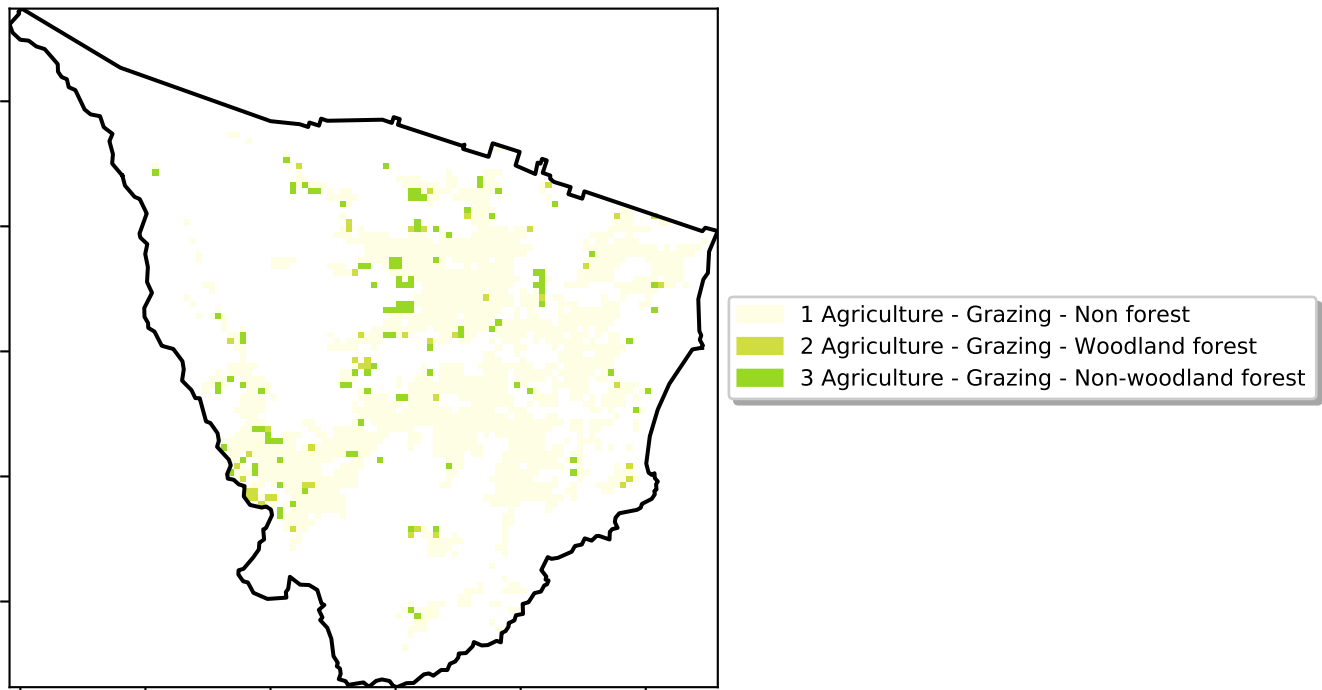 1 Agriculture - Grazing - Non forest
2 Agriculture - Grazing - Woodland forest
3 Agriculture - Grazing - Non-woodland forest